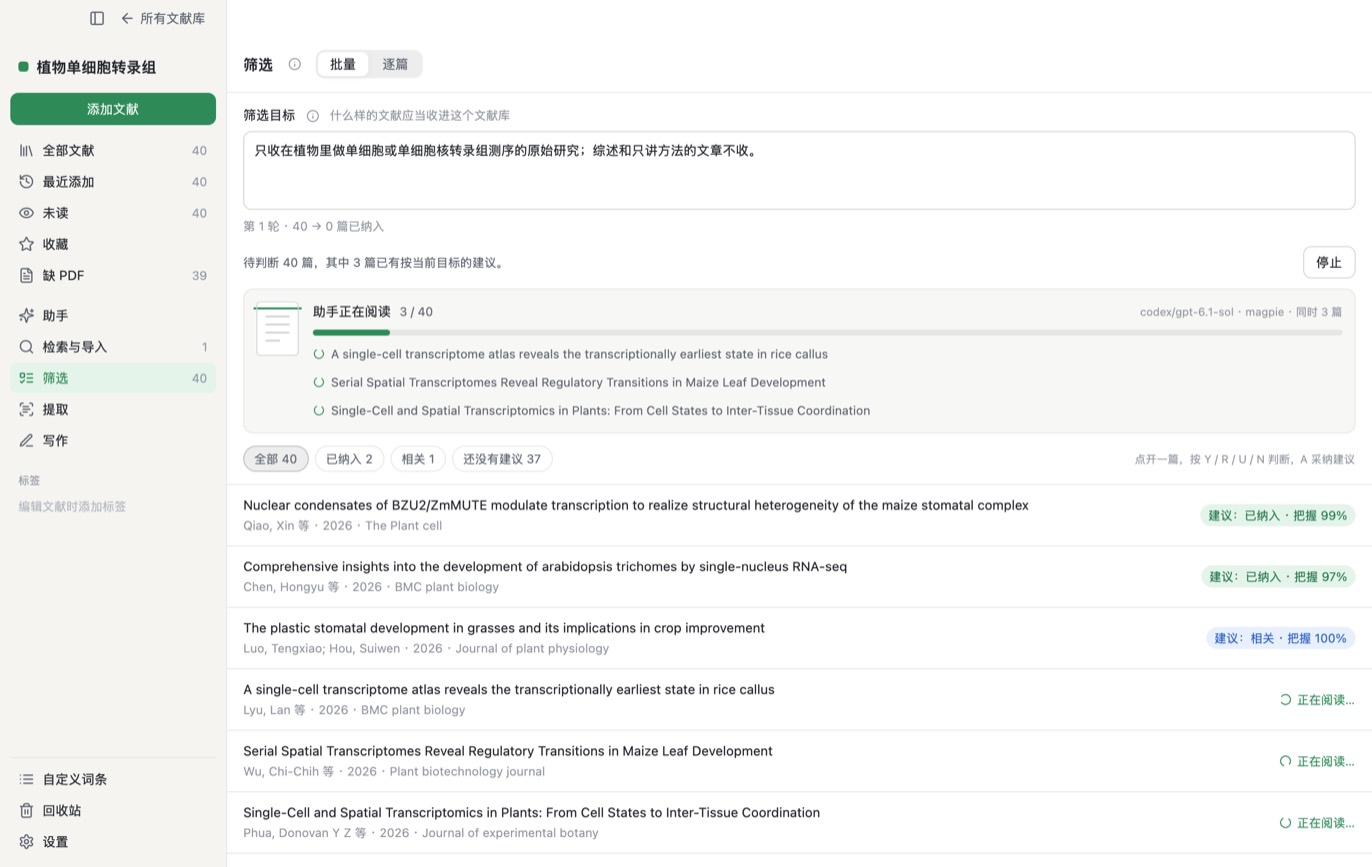 所有文献库
植物单细胞转录组
添加文献
全部文献 40
最近添加 40
未读 40
收藏
缺 PDF 39
助手
检索与导入 1
筛选 40
提取
写作
标签
编辑文献时添加标签
自定义词条
回收站
设置
筛选 批量 逐篇
筛选目标 什么样的文献应当收进这个文献库
只收在植物里做单细胞或单细胞核转录组测序的原始研究；综述和只讲方法的文章不收。
第 1 轮 · 40 → 0 篇已纳入
待判断 40 篇，其中 3 篇已有按当前目标的建议。 停止
助手正在阅读 3 / 40 codex/gpt-6.1-sol · magpie · 同时 3 篇
A single-cell transcriptome atlas reveals the transcriptionally earliest state in rice callus
Serial Spatial Transcriptomes Reveal Regulatory Transitions in Maize Leaf Development
Single-Cell and Spatial Transcriptomics in Plants: From Cell States to Inter-Tissue Coordination
全部 40 已纳入 2 相关 1 还没有建议 37 点开一篇，按 Y / R / U / N 判断，A 采纳建议
Nuclear condensates of BZU2/ZmMUTE modulate transcription to realize structural heterogeneity of the maize stomatal complex
Qiao, Xin 等 · 2026 · The Plant cell
建议：已纳入 · 把握 99%
Comprehensive insights into the development of arabidopsis trichomes by single-nucleus RNA-seq
Chen, Hongyu 等 · 2026 · BMC plant biology
建议：已纳入 · 把握 97%
The plastic stomatal development in grasses and its implications in crop improvement
Luo, Tengxiao; Hou, Suiwen · 2026 · Journal of plant physiology
建议：相关 · 把握 100%
A single-cell transcriptome atlas reveals the transcriptionally earliest state in rice callus
Lyu, Lan 等 · 2026 · BMC plant biology
正在阅读…
Serial Spatial Transcriptomes Reveal Regulatory Transitions in Maize Leaf Development
Wu, Chi-Chih 等 · 2026 · Plant biotechnology journal
正在阅读…
Single-Cell and Spatial Transcriptomics in Plants: From Cell States to Inter-Tissue Coordination
Phua, Donovan Y Z 等 · 2026 · Journal of experimental botany
正在阅读…